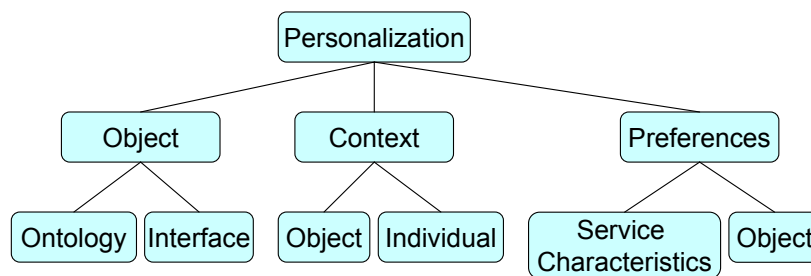 Personalization
Object
Context
Preferences
Ontology
Interface
Object
Individual
Service
Characteristics
Object